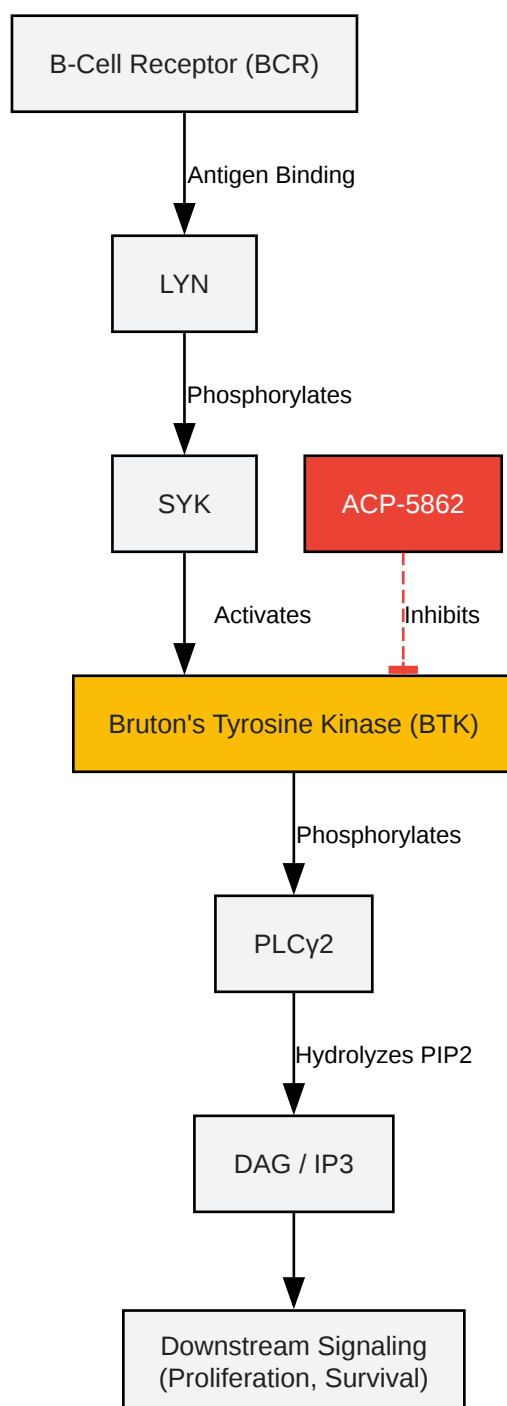 B-Cell Receptor (BCR)
Antigen Binding
LYN
Phosphorylates
SYK
ACP-5862
Activates
Inhibits
Bruton's Tyrosine Kinase (BTK)
Phosphorylates
PLCγ2
Hydrolyzes PIP2
DAG / IP3
Downstream Signaling
(Proliferation, Survival)